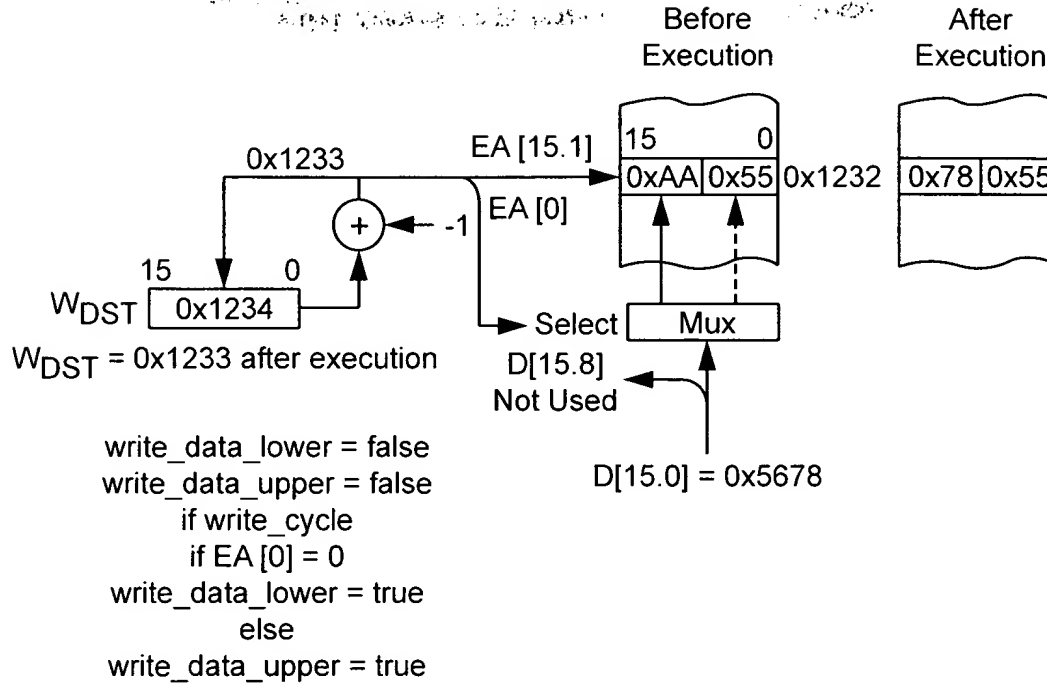 Before
Execution
After
Execution
15 0
0xAA 0x55 0x1232
0x78 0x55
0x1233
EA [15.1]
EA [0]
+
-1
15 0
WDST 0x1234
Select Mux
WDST = 0x1233 after execution
D[15.8]
Not Used
D[15.0] = 0x5678
write_data_lower = false
write_data_upper = false
if write_cycle
if EA [0] = 0
write_data_lower = true
else
write_data_upper = true